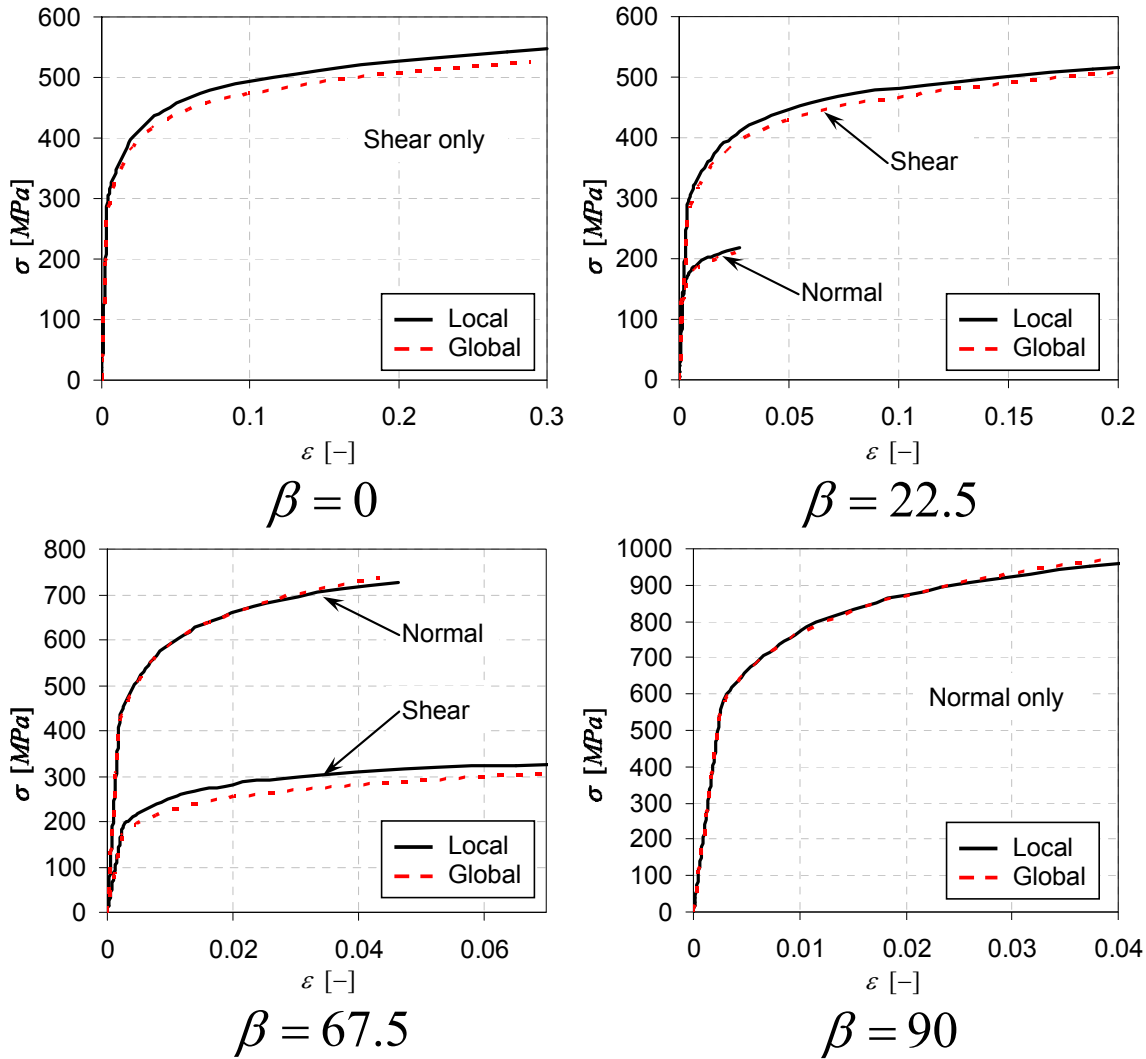 600
500
400
300
200
100
0
σ [MPa]
Shear only
Local
Global
0 0.1 0.2 0.3
ε [–]
β = 0
600
500
400
300
200
100
0
σ [MPa]
Shear
Normal
Local
Global
0 0.05 0.1 0.15 0.2
ε [–]
β = 22.5
800
700
600
500
400
300
200
100
0
σ [MPa]
Normal
Shear
Local
Global
0 0.02 0.04 0.06
ε [–]
β = 67.5
1000
900
800
700
600
500
400
300
200
100
0
σ [MPa]
Normal only
Local
Global
0 0.01 0.02 0.03 0.04
ε [–]
β = 90